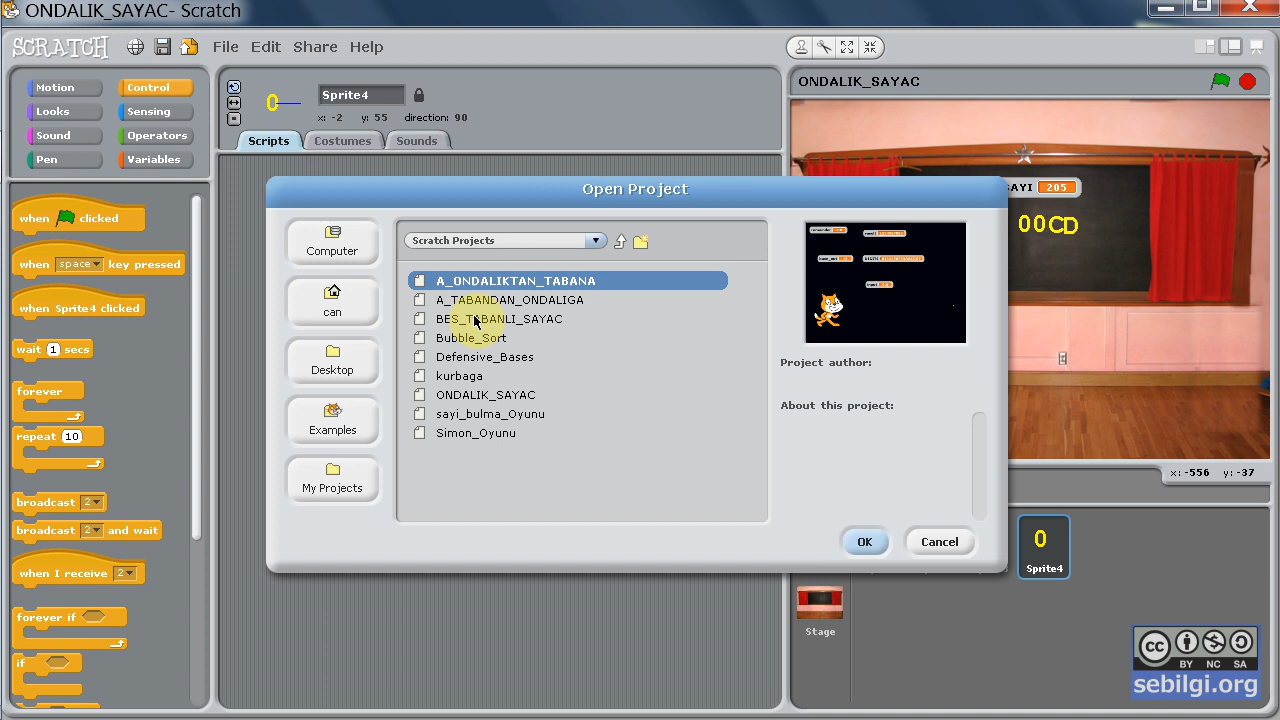 ONDALIK_SAYAC- Scratch
SCRATCH File Edit Share Help
Motion Control
Looks Sensing
Sound Operators
Pen Variables
when clicked
when space key pressed
when Sprite4 clicked
wait 1 secs
forever
repeat 10
broadcast 2
broadcast 2 and wait
when I receive 2
forever if
if
0
Sprite4
x: -2 y: 55 direction: 90
Scripts Costumes Sounds
Open Project
Computer
can
Desktop
Examples
My Projects
Scratch Projects
A_ONDALIKTAN_TABANA
A_TABANDAN_ONDALIGA
BES_TABANLI_SAYAC
Bubble_Sort
Defensive_Bases
kurbaga
ONDALIK_SAYAC
sayi_bulma_Oyunu
Simon_Oyunu
Project author:
About this project:
OK Cancel
ONDALIK_SAYAC
SAYI 205
00CD
x: -556 y: -37
0
Sprite4
Stage
cc
BY NC SA
sebilgi.org